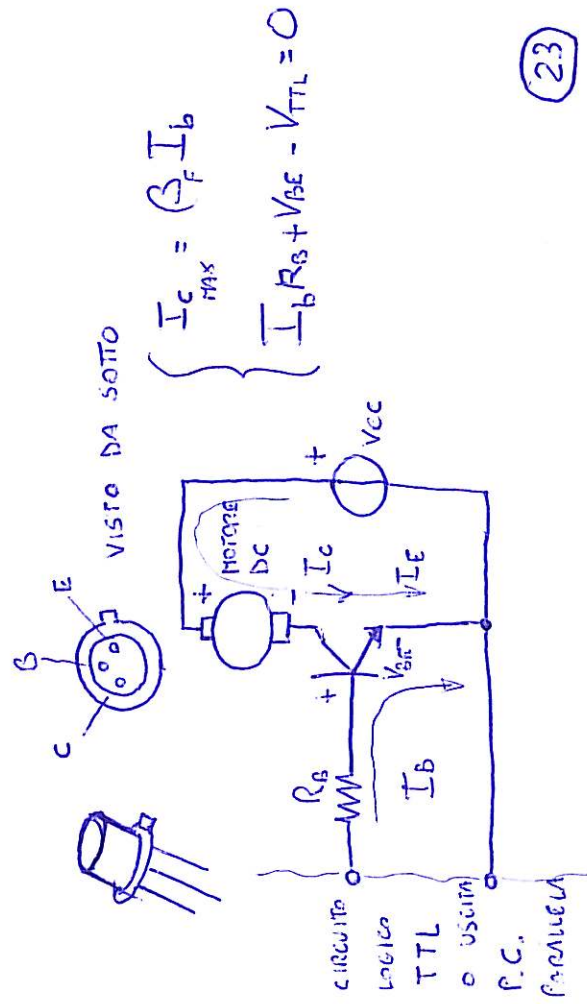 B
E
C
VISTO DA SOTTO
I_C MAX = β_F I_b
I_b R_B + V_BE - V_TTL = 0
+
MOTORE
DC
-
I_C
I_E
+
VCC
R_B
+
V_BE
I_B
CIRCUITO
LOGICO
TTL
O USCITA
P.C.
PARALLELA
23